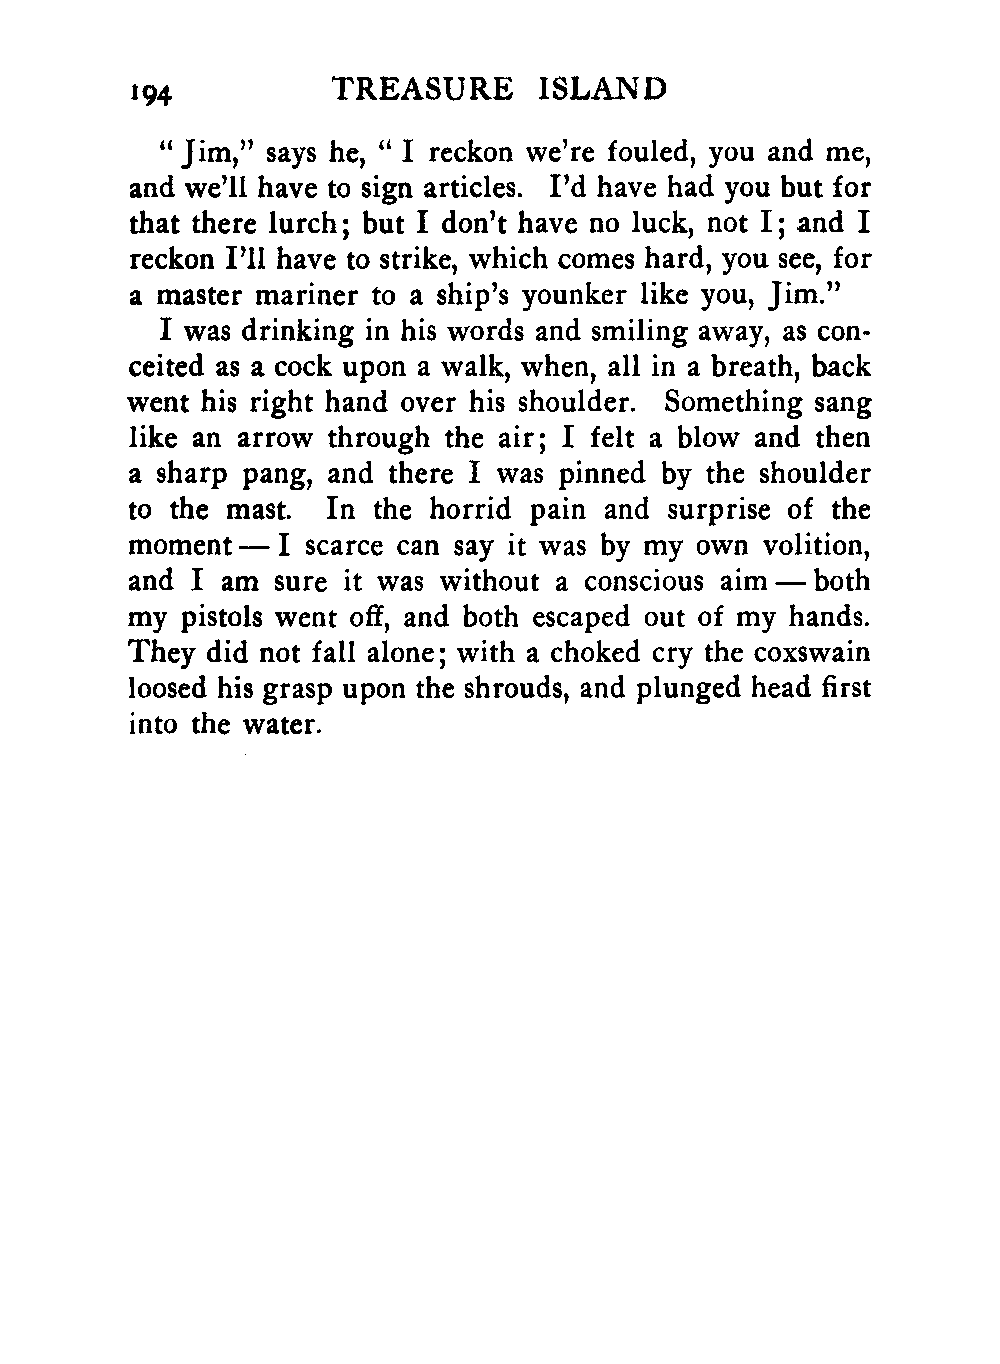 194 TREASURE ISLAND
“ Jim,” says he, “ I reckon we’re fouled, you and me,
and we’ll have to sign articles. I’d have had you but for
that there lurch; but I don’t have no luck, not I; and I
reckon I’ll have to strike, which comes hard, you see, for
a master mariner to a ship’s younker like you, Jim.”
I was drinking in his words and smiling away, as con-
ceited as a cock upon a walk, when, all in a breath, back
went his right hand over his shoulder. Something sang
like an arrow through the air; I felt a blow and then
a sharp pang, and there I was pinned by the shoulder
to the mast. In the horrid pain and surprise of the
moment — I scarce can say it was by my own volition,
and I am sure it was without a conscious aim — both
my pistols went off, and both escaped out of my hands.
They did not fall alone; with a choked cry the coxswain
loosed his grasp upon the shrouds, and plunged head first
into the water.